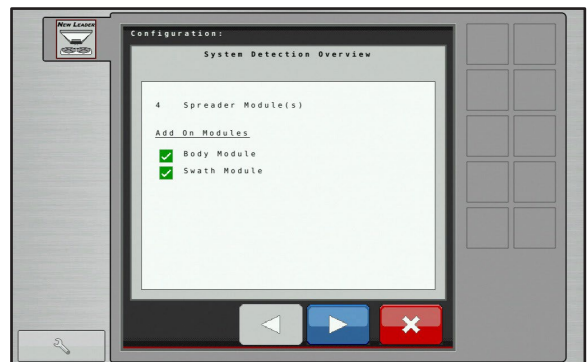 New Leader
Configuration:
System Detection Overview
4 Spreader Module(s)
Add On Modules
Body Module
Swath Module